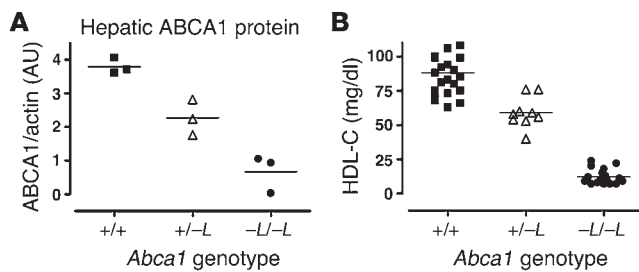 A
Hepatic ABCA1 protein
ABCA1/actin (AU)
4
3
2
1
0
+/+
+/–L
–L/–L
Abca1 genotype
B
HDL-C (mg/dl)
100
75
50
25
0
+/+
+/–L
–L/–L
Abca1 genotype